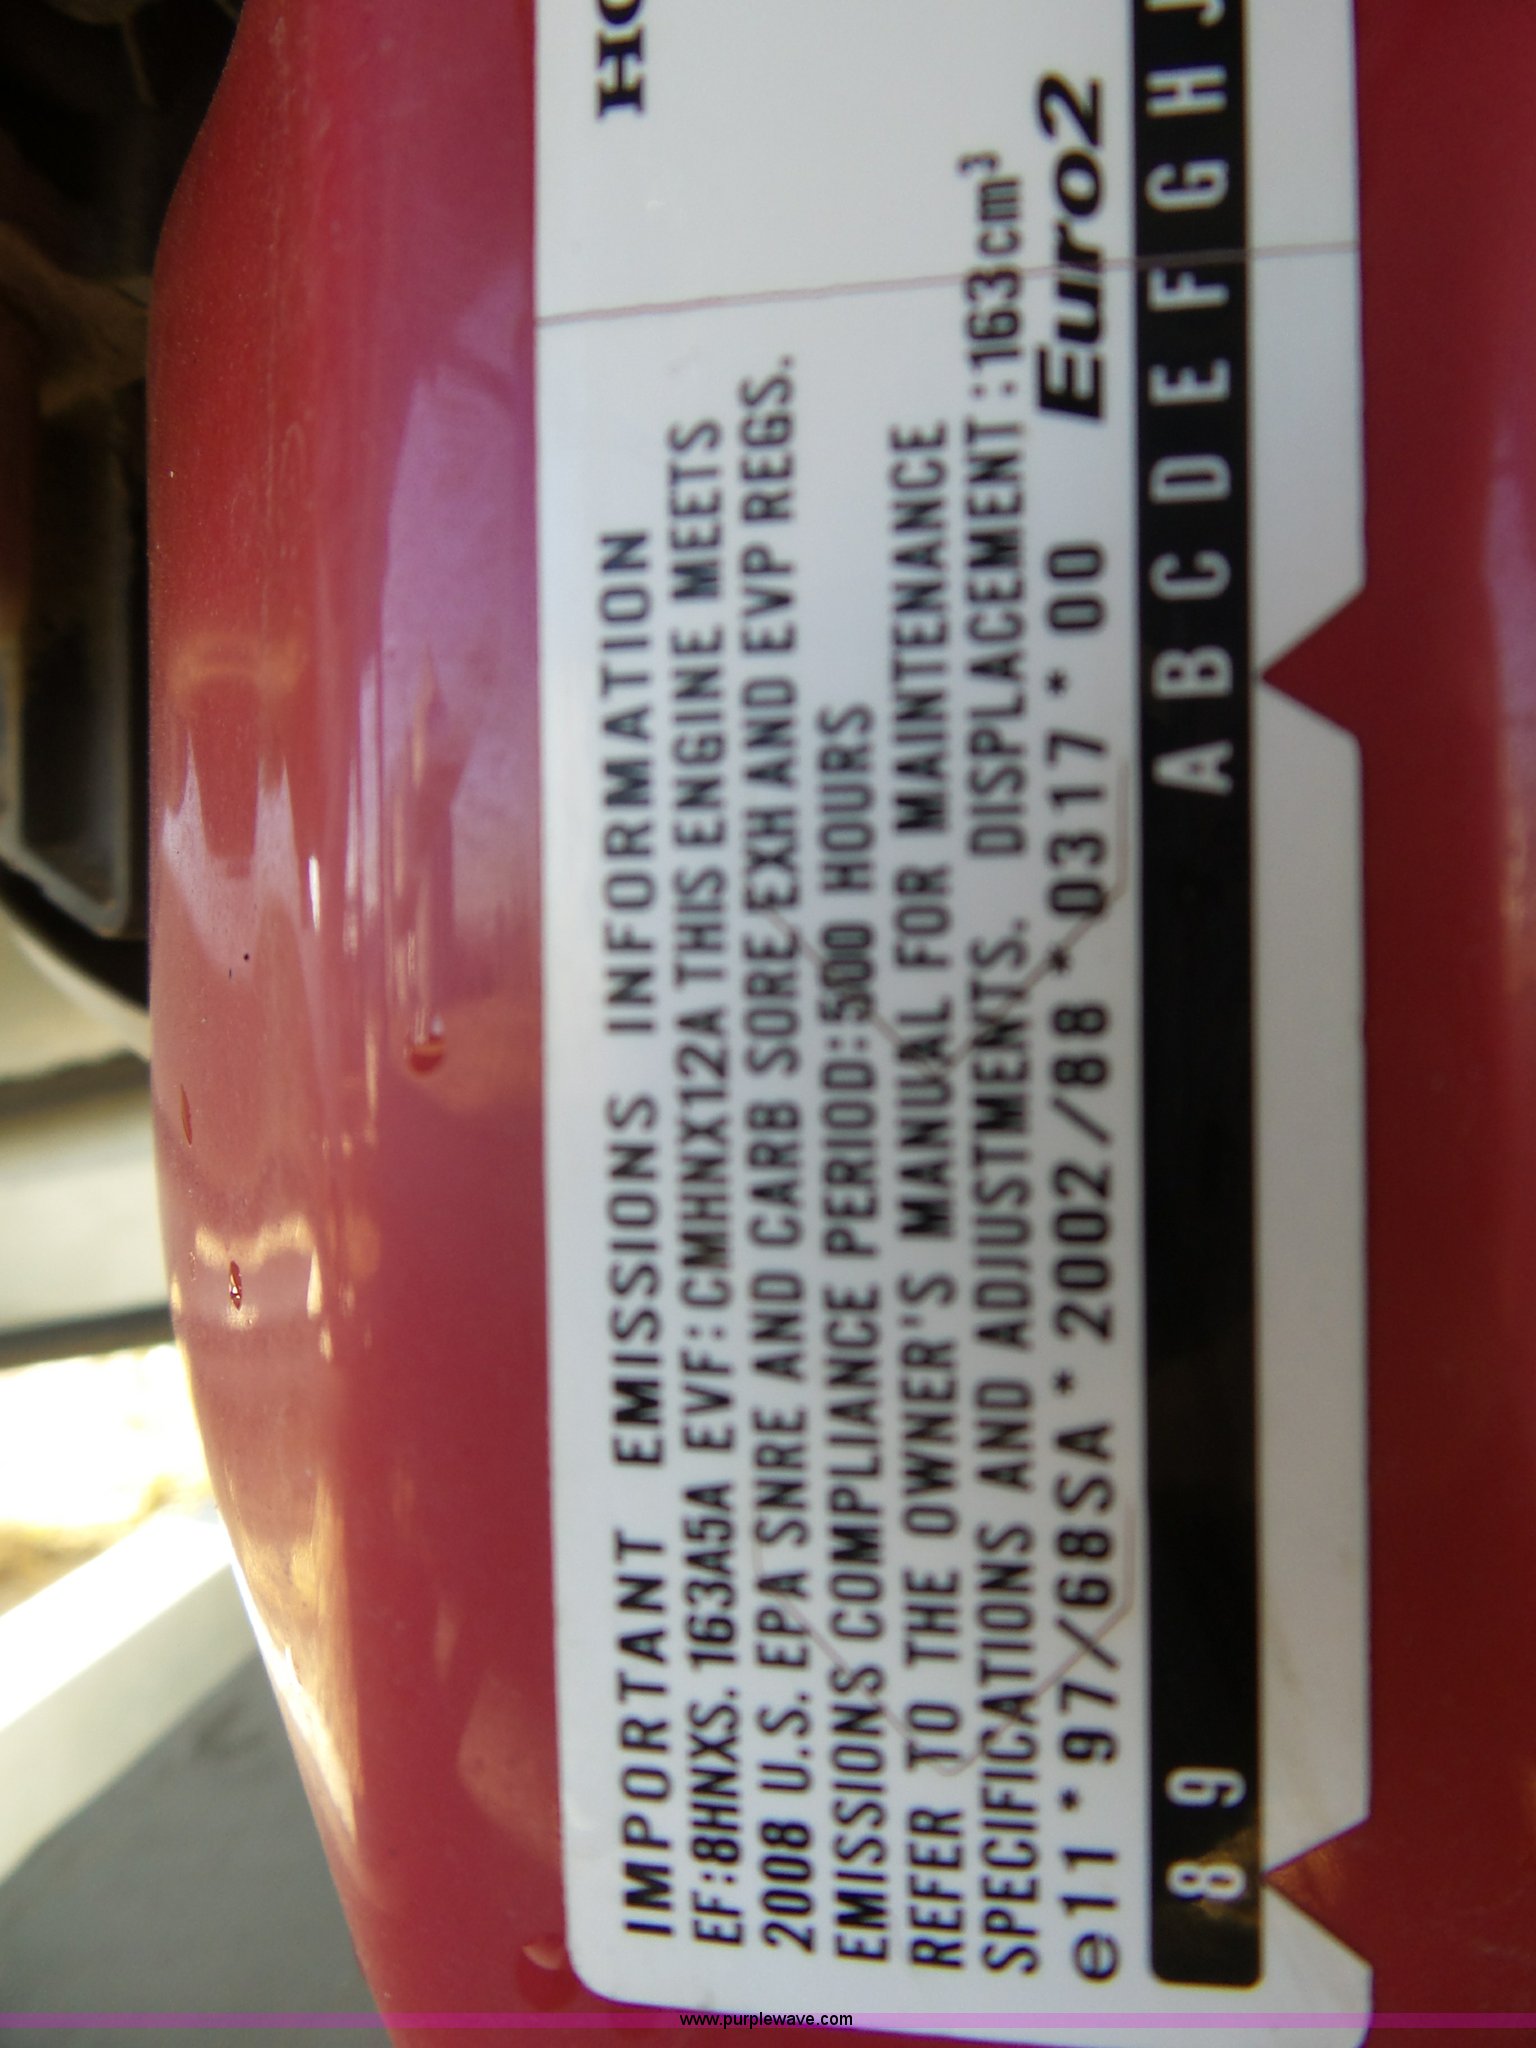 IMPORTANT EMISSIONS INFORMATION
EF:8HNXS.163A5A EVF:CMHNX12A THIS ENGINE MEETS
2008 U.S. EPA SNRE AND CARB SORE EXH AND EVP REGS.
EMISSIONS COMPLIANCE PERIOD:500 HOURS
REFER TO THE OWNER'S MANUAL FOR MAINTENANCE
SPECIFICATIONS AND ADJUSTMENTS. DISPLACEMENT:163cm³
e11*97/68SA*2002/88*0317*00 Euro2
8 9 A B C D E F G H J
www.purplewave.com